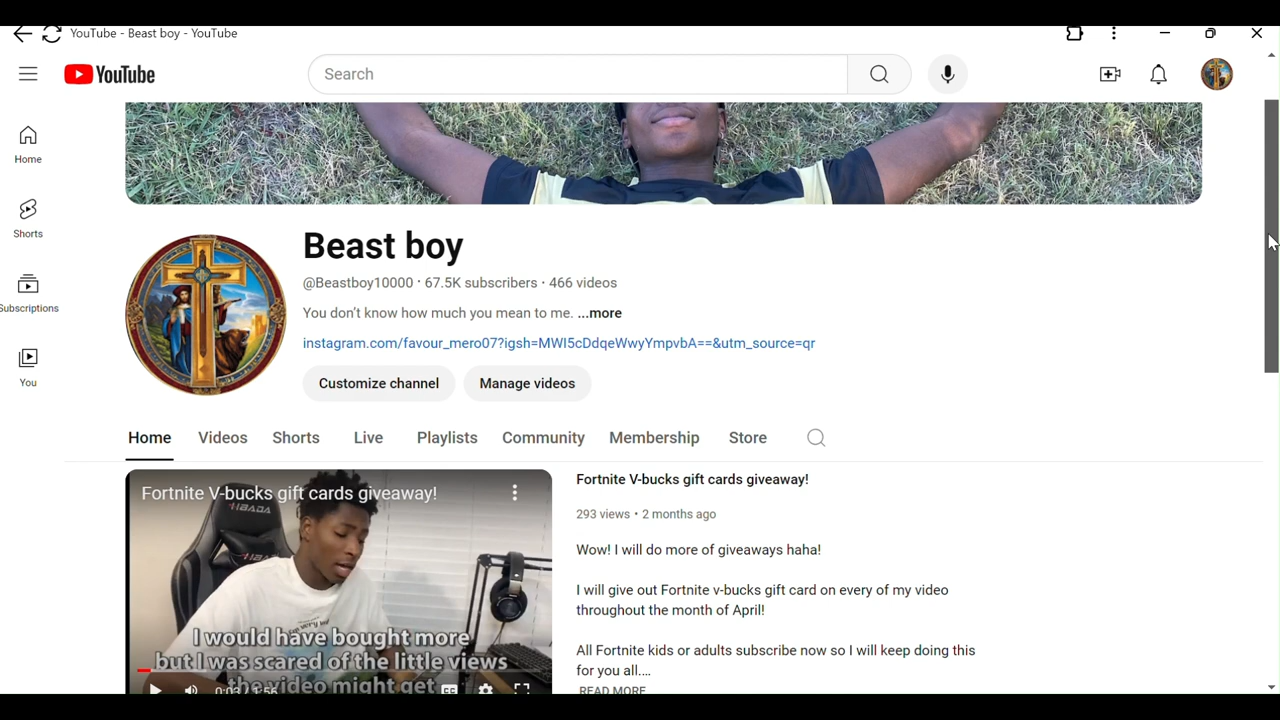 YouTube - Beast boy - YouTube
YouTube
Search
Home
Shorts
Subscriptions
You
Beast boy
@Beastboy10000 · 67.5K subscribers · 466 videos
You don't know how much you mean to me. ...more
instagram.com/favour_mero07?igsh=MWI5cDdqeWwyYmpvbA==&utm_source=qr
Customize channel Manage videos
Home Videos Shorts Live Playlists Community Membership Store
Fortnite V-bucks gift cards giveaway!
HBADA
I would have bought more
but I was scared of the little views
the video might get
0:03 / 1:56
CC
Fortnite V-bucks gift cards giveaway!
293 views · 2 months ago
Wow! I will do more of giveaways haha!
I will give out Fortnite v-bucks gift card on every of my video
throughout the month of April!
All Fortnite kids or adults subscribe now so I will keep doing this
for you all....
READ MORE